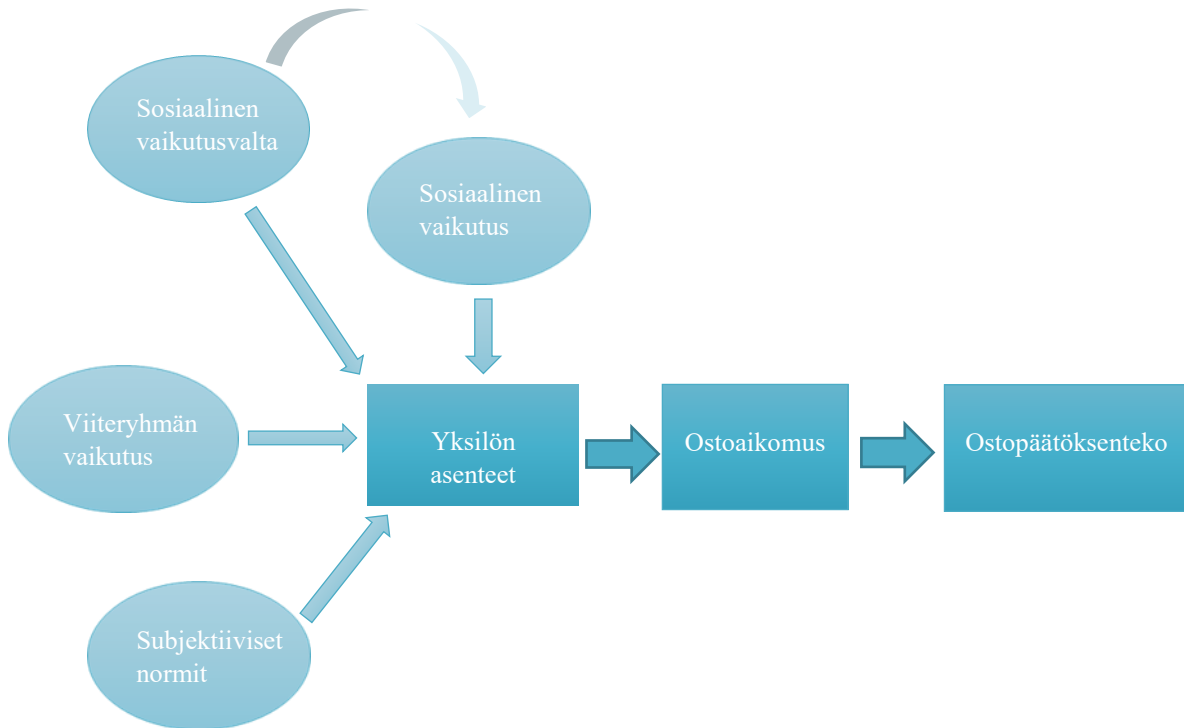 Sosiaalinen
vaikutusvalta
Sosiaalinen
vaikutus
Viiteryhmän
vaikutus
Yksilön
asenteet
Ostoaikomus
Ostopäätöksenteko
Subjektiiviset
normit